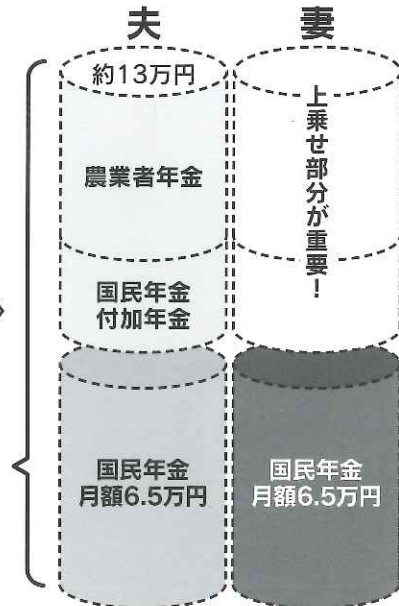 夫
約13万円
農業者年金
国民年金
付加年金
国民年金
月額6.5万円
妻
上乗せ部分が重要！
国民年金
月額6.5万円